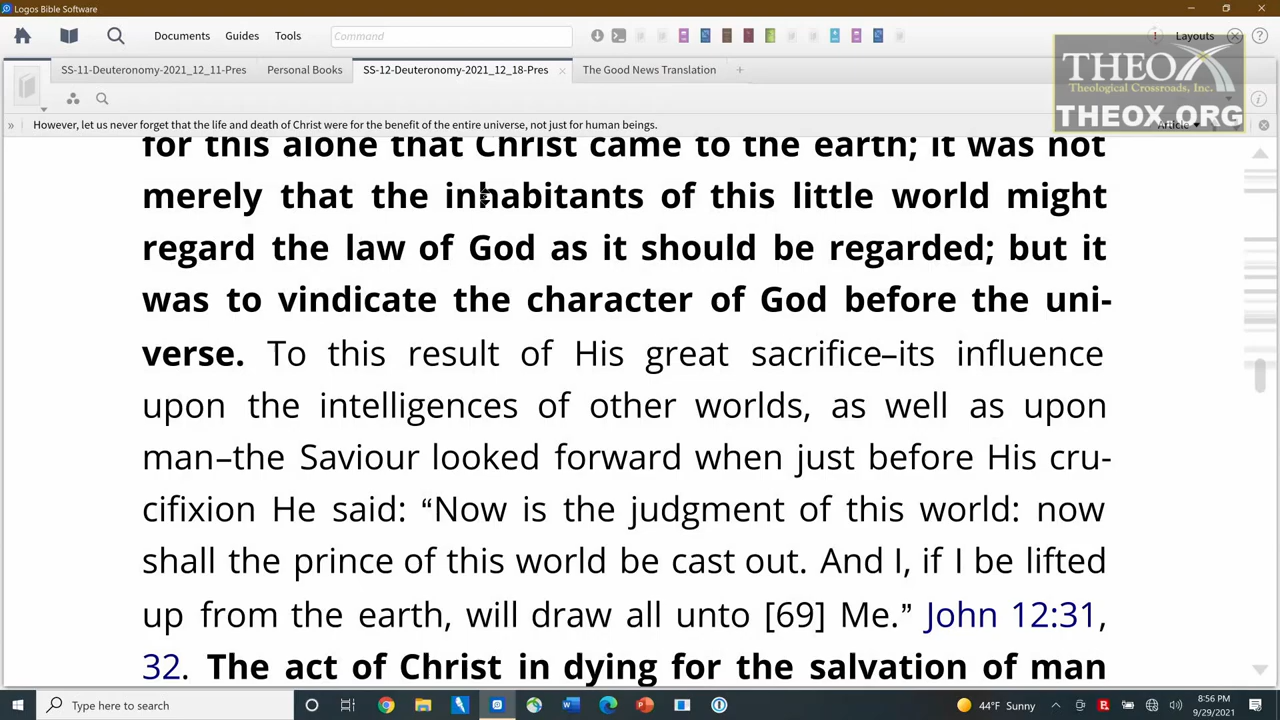 Logos Bible Software
Documents Guides Tools Command Layouts
SS-11-Deuteronomy-2021_12_11-Pres Personal Books SS-12-Deuteronomy-2021_12_18-Pres The Good News Translation
THEOX
Theological Crossroads, Inc.
THEOX.ORG
» However, let us never forget that the life and death of Christ were for the benefit of the entire universe, not just for human beings. Article
for this alone that Christ came to the earth; it was not
merely that the inhabitants of this little world might
regard the law of God as it should be regarded; but it
was to vindicate the character of God before the uni-
verse. To this result of His great sacrifice–its influence
upon the intelligences of other worlds, as well as upon
man–the Saviour looked forward when just before His cru-
cifixion He said: “Now is the judgment of this world: now
shall the prince of this world be cast out. And I, if I be lifted
up from the earth, will draw all unto [69] Me.” John 12:31,
32. The act of Christ in dying for the salvation of man
Type here to search 44°F Sunny 8:56 PM
9/29/2021